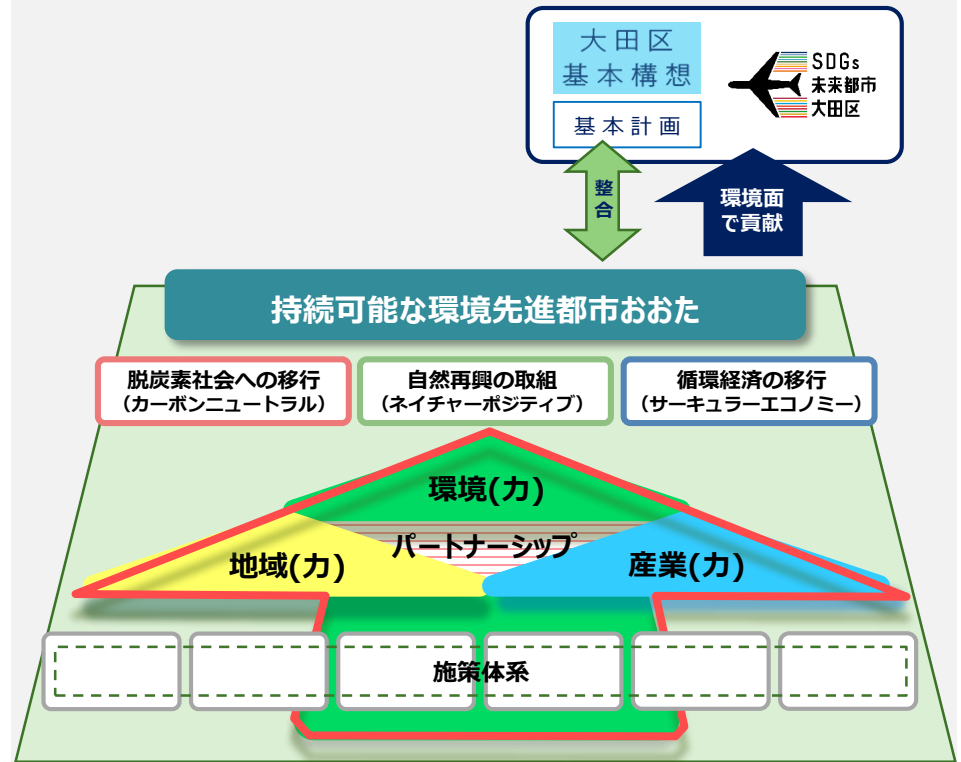 大田区
基本構想
基本計画
SDGs
未来都市
大田区
整
合
環境面
で貢献
持続可能な環境先進都市おおた
脱炭素社会への移行
（カーボンニュートラル）
自然再興の取組
（ネイチャーポジティブ）
循環経済の移行
（サーキュラーエコノミー）
環境(力)
パートナーシップ
地域(力)
産業(力)
施策体系